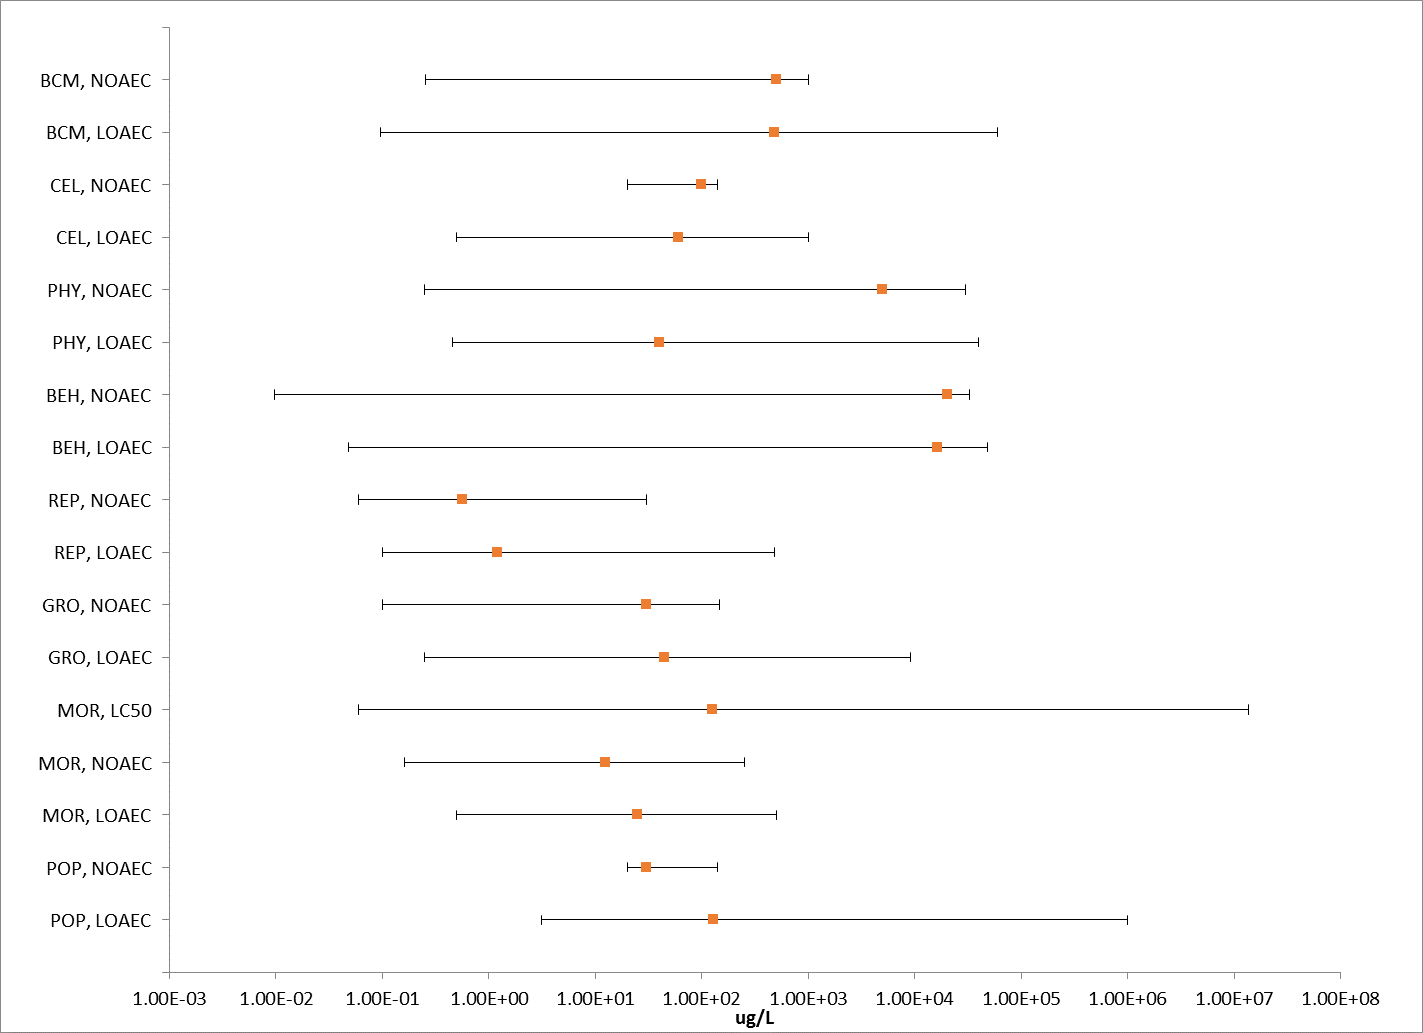 BCM, NOAEC
BCM, LOAEC
CEL, NOAEC
CEL, LOAEC
PHY, NOAEC
PHY, LOAEC
BEH, NOAEC
BEH, LOAEC
REP, NOAEC
REP, LOAEC
GRO, NOAEC
GRO, LOAEC
MOR, LC50
MOR, NOAEC
MOR, LOAEC
POP, NOAEC
POP, LOAEC
1.00E-03 1.00E-02 1.00E-01 1.00E+00 1.00E+01 1.00E+02 1.00E+03 1.00E+04 1.00E+05 1.00E+06 1.00E+07 1.00E+08
ug/L